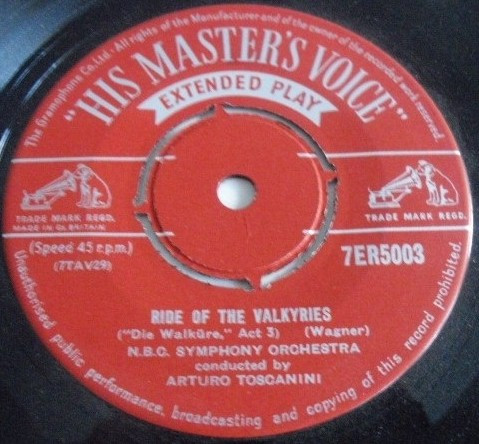 The Gramophone Co., Ltd. - All rights of the Manufacturer and of the owner of the recorded work reserved.
"HIS MASTER'S VOICE"
EXTENDED PLAY
TRADE MARK REGD.
MADE IN GT. BRITAIN
TRADE MARK REGD.
(Speed 45 r.p.m.)
(7TAV29)
7ER5003
RIDE OF THE VALKYRIES
("Die Walküre," Act 3) (Wagner)
N.B.C. SYMPHONY ORCHESTRA
conducted by
ARTURO TOSCANINI
Unauthorised public performance, broadcasting and copying of this record prohibited.